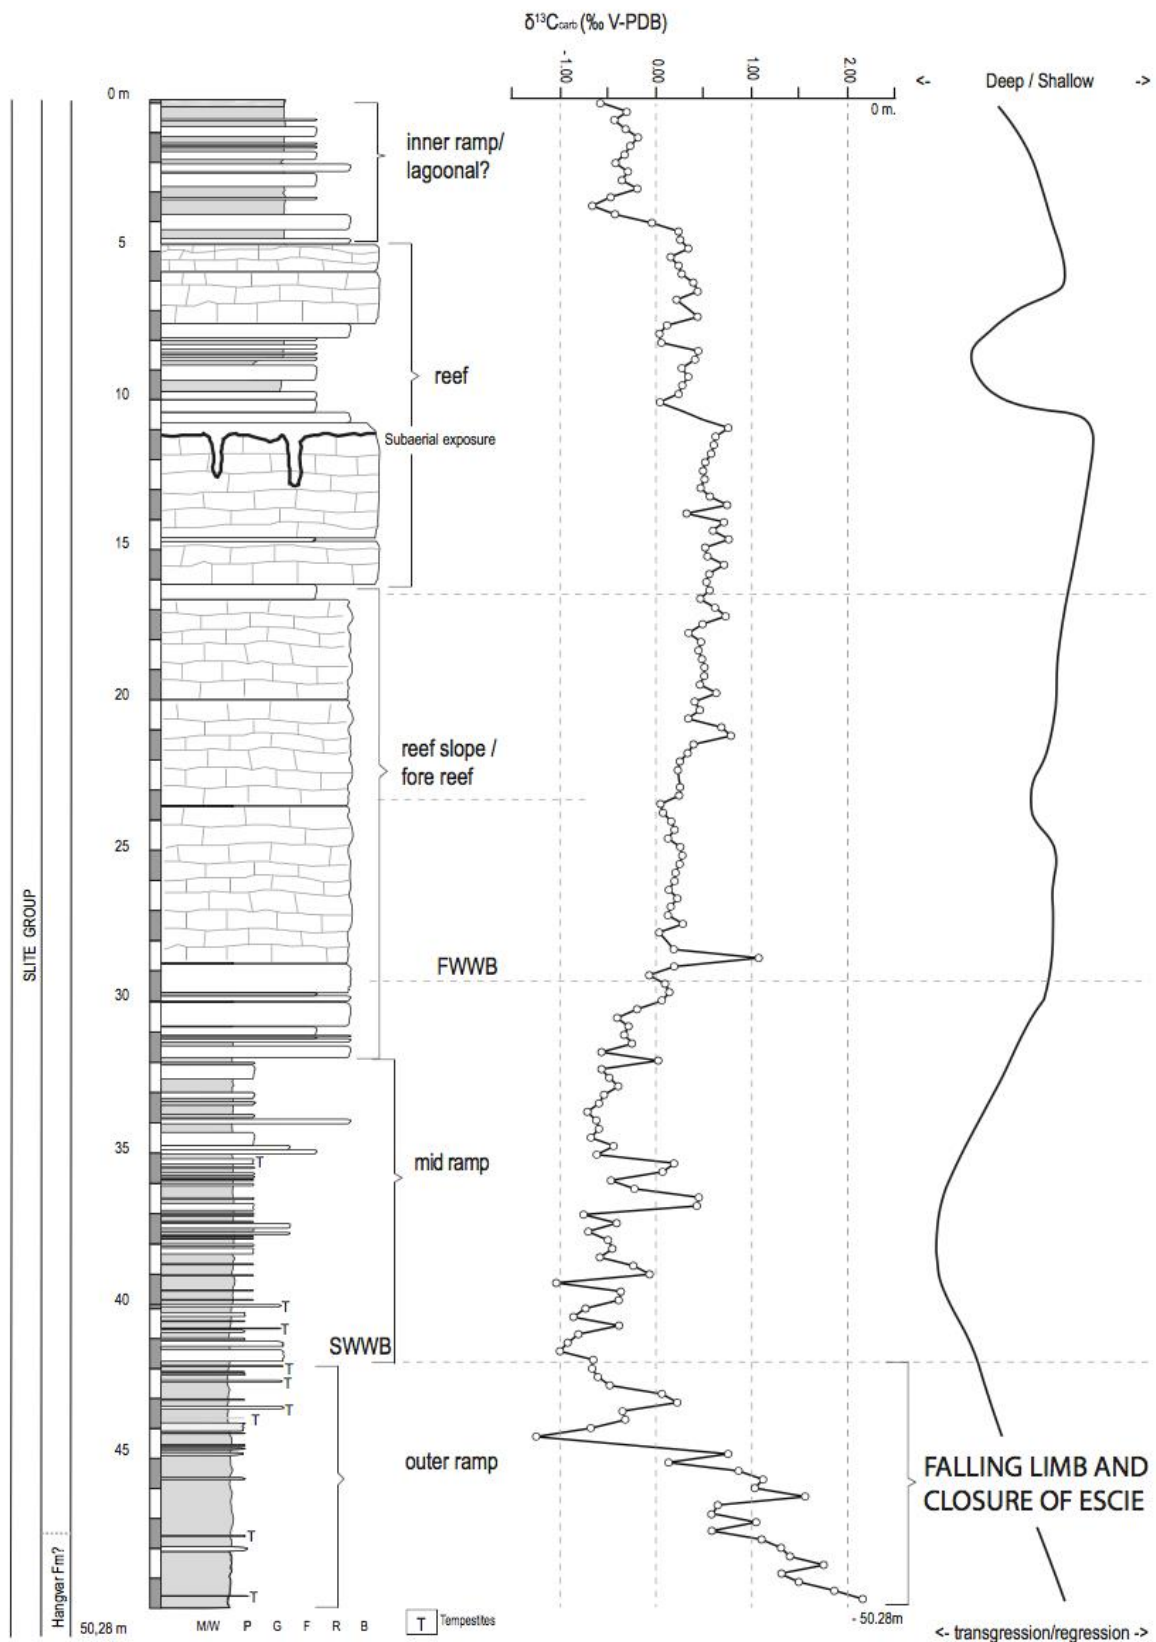 δ¹³Ccarb (‰ V-PDB)
-1.00
0.00
1.00
2.00
<- Deep / Shallow ->
0 m
0 m.
inner ramp/
lagoonal?
5
reef
10
Subaerial exposure
15
20
reef slope /
fore reef
25
SLITE GROUP
FWWB
30
35
T
mid ramp
40
T
T
SWWB
T
T
T
T
45
outer ramp
FALLING LIMB AND
CLOSURE OF ESCIE
T
Hangvar Fm?
T
50,28 m
M/W P G F R B
T Tempestites
- 50.28m
<- transgression/regression ->